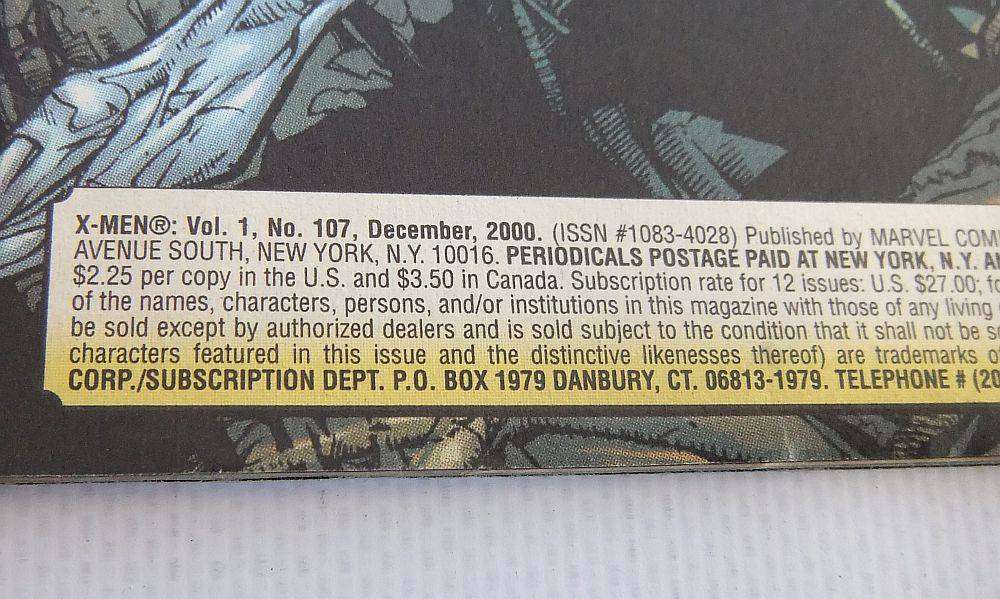 X-MEN®: Vol. 1, No. 107, December, 2000. (ISSN #1083-4028) Published by MARVEL COM
AVENUE SOUTH, NEW YORK, N.Y. 10016. PERIODICALS POSTAGE PAID AT NEW YORK, N.Y. A
$2.25 per copy in the U.S. and $3.50 in Canada. Subscription rate for 12 issues: U.S. $27.00; fo
of the names, characters, persons, and/or institutions in this magazine with those of any living
be sold except by authorized dealers and is sold subject to the condition that it shall not be s
characters featured in this issue and the distinctive likenesses thereof) are trademarks o
CORP./SUBSCRIPTION DEPT. P.O. BOX 1979 DANBURY, CT. 06813-1979. TELEPHONE # (20